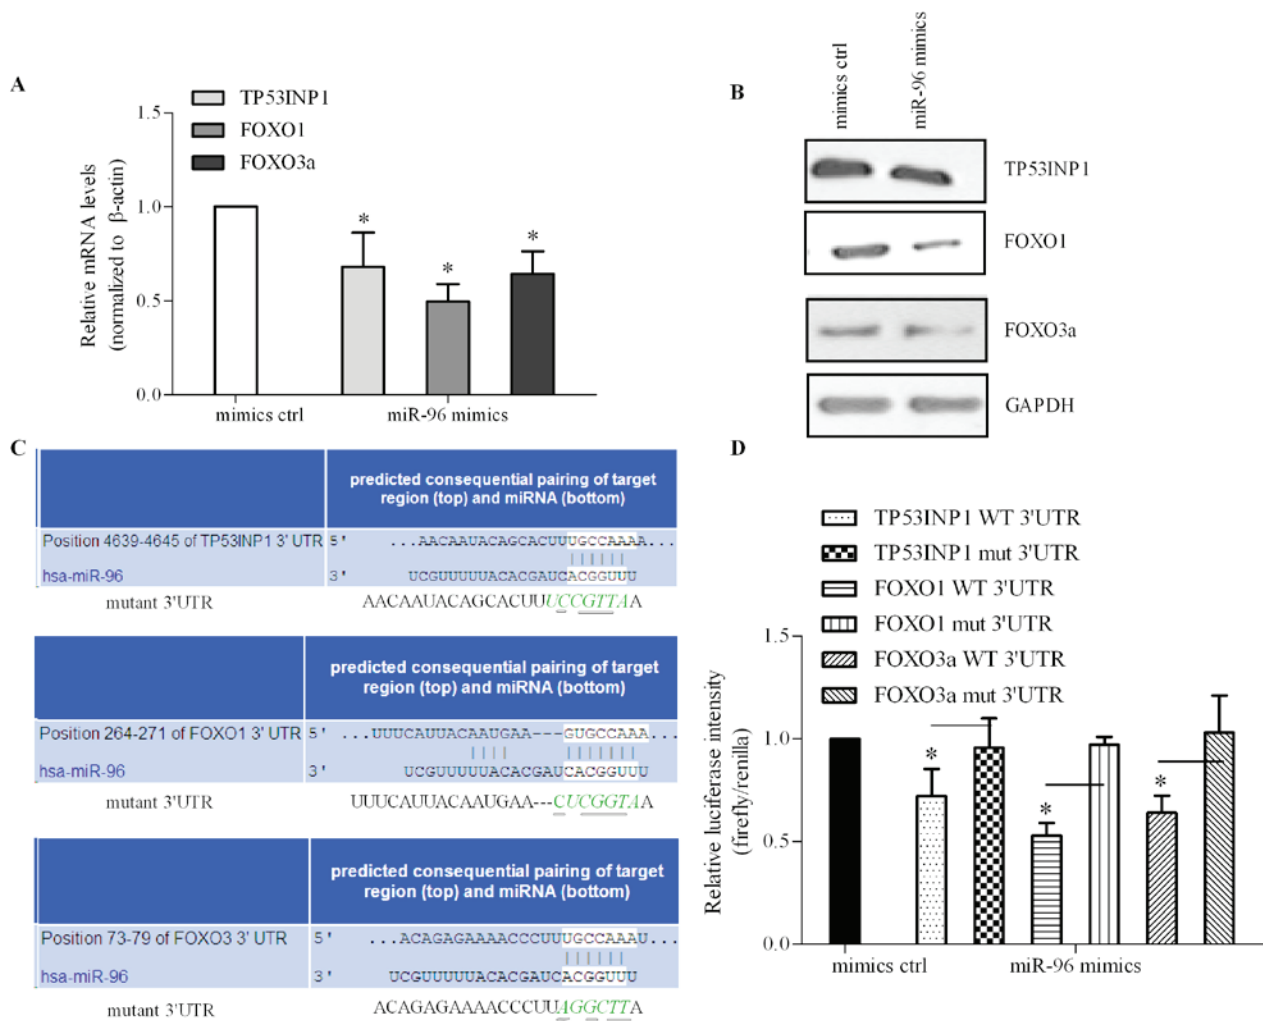 A
TP53INP1
FOXO1
FOXO3a
Relative mRNA levels
(normalized to β-actin)
1.5
1.0
0.5
0.0
*
*
*
mimics ctrl
miR-96 mimics
B
mimics ctrl
miR-96 mimics
TP53INP1
FOXO1
FOXO3a
GAPDH
C
predicted consequential pairing of target
region (top) and miRNA (bottom)
Position 4639-4645 of TP53INP1 3' UTR 5' ...AACAAUACAGCACUUUGCCAAAA...
hsa-miR-96 3' UCGUUUUUACACGAUCACGGUUU
mutant 3'UTR AACAAUACAGCACUUUCCGTTAA
predicted consequential pairing of target
region (top) and miRNA (bottom)
Position 264-271 of FOXO1 3' UTR 5' ...UUUCAUUACAAUGAA---GUGCCAAA...
hsa-miR-96 3' UCGUUUUUACACGAUCACGGUUU
mutant 3'UTR UUUCAUUACAAUGAA---CUCGGTAA
predicted consequential pairing of target
region (top) and miRNA (bottom)
Position 73-79 of FOXO3 3' UTR 5' ...ACAGAGAAAACCCUUUGCCAAAU...
hsa-miR-96 3' UCGUUUUUACACGAUCACGGUUU
mutant 3'UTR ACAGAGAAAACCCUUAGGCTTA
D
TP53INP1 WT 3'UTR
TP53INP1 mut 3'UTR
FOXO1 WT 3'UTR
FOXO1 mut 3'UTR
FOXO3a WT 3'UTR
FOXO3a mut 3'UTR
Relative luciferase intensity
(firefly/renilla)
1.5
1.0
0.5
0.0
*
*
*
mimics ctrl
miR-96 mimics